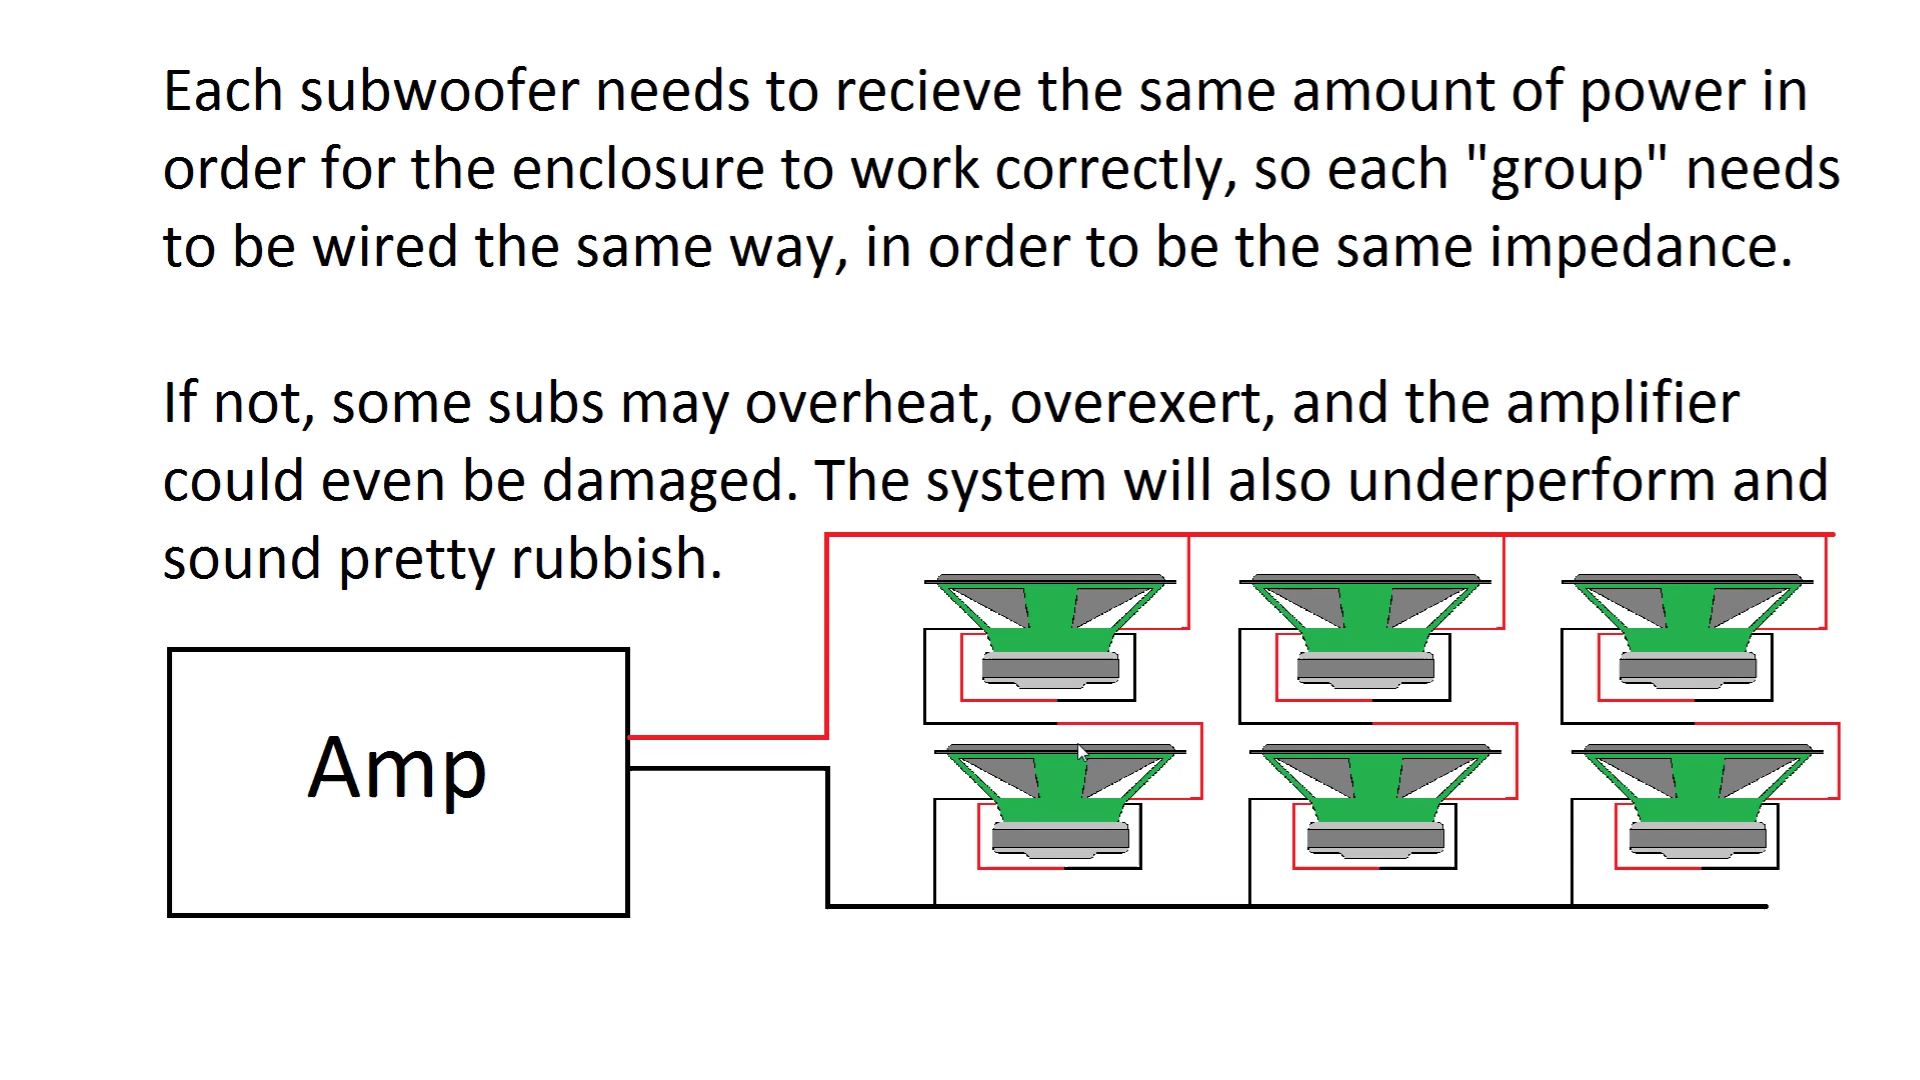 Each subwoofer needs to recieve the same amount of power in
order for the enclosure to work correctly, so each "group" needs
to be wired the same way, in order to be the same impedance.
If not, some subs may overheat, overexert, and the amplifier
could even be damaged. The system will also underperform and
sound pretty rubbish.
Amp